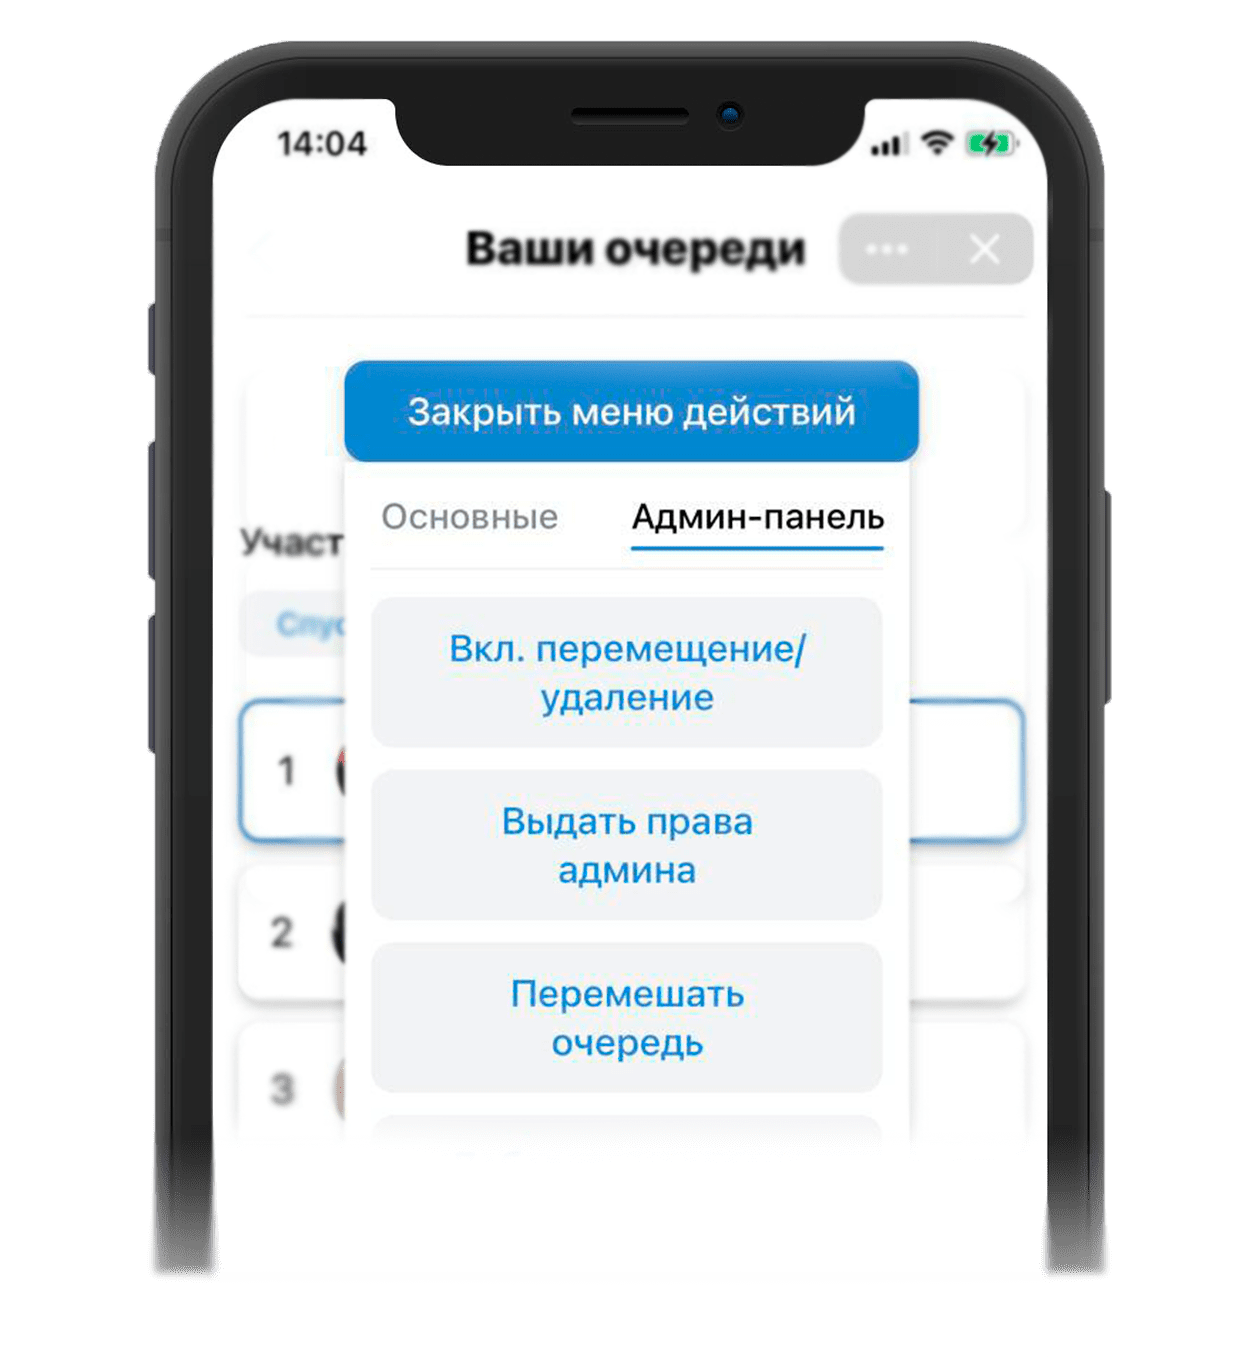 14:04
Ваши очереди
Закрыть меню действий
Основные
Админ-панель
Участ
Спус
Вкл. перемещение/
удаление
1
Выдать права
админа
2
Перемешать
очередь
3